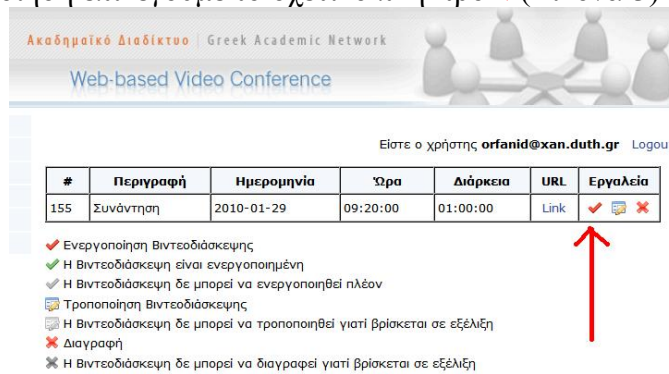 Ακαδημαϊκό Διαδίκτυο | Greek Academic Network
Web-based Video Conference
Είστε ο χρήστης orfanid@xan.duth.gr Logou
# Περιγραφή Ημερομηνία Ώρα Διάρκεια URL Εργαλεία
155 Συνάντηση 2010-01-29 09:20:00 01:00:00 Link
Ενεργοποίηση Βιντεοδιάσκεψης
Η Βιντεοδιάσκεψη είναι ενεργοποιημένη
Η Βιντεοδιάσκεψη δε μπορεί να ενεργοποιηθεί πλέον
Τροποποίηση Βιντεοδιάσκεψης
Η Βιντεοδιάσκεψη δε μπορεί να τροποποιηθεί γιατί βρίσκεται σε εξέλιξη
Διαγραφή
Η Βιντεοδιάσκεψη δε μπορεί να διαγραφεί γιατί βρίσκεται σε εξέλιξη